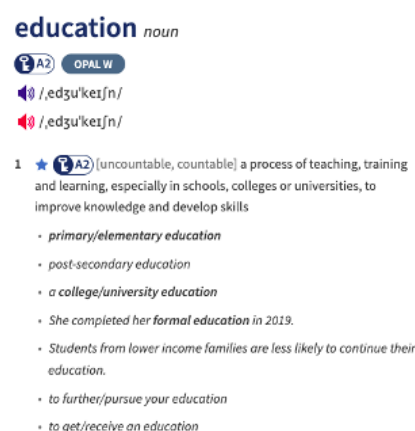 education noun
A2 OPAL W
/ˌedʒuˈkeɪʃn/
/ˌedʒuˈkeɪʃn/
1 ★ A2 [uncountable, countable] a process of teaching, training
and learning, especially in schools, colleges or universities, to
improve knowledge and develop skills
• primary/elementary education
• post-secondary education
• a college/university education
• She completed her formal education in 2019.
• Students from lower income families are less likely to continue their
education.
• to further/pursue your education
• to get/receive an education